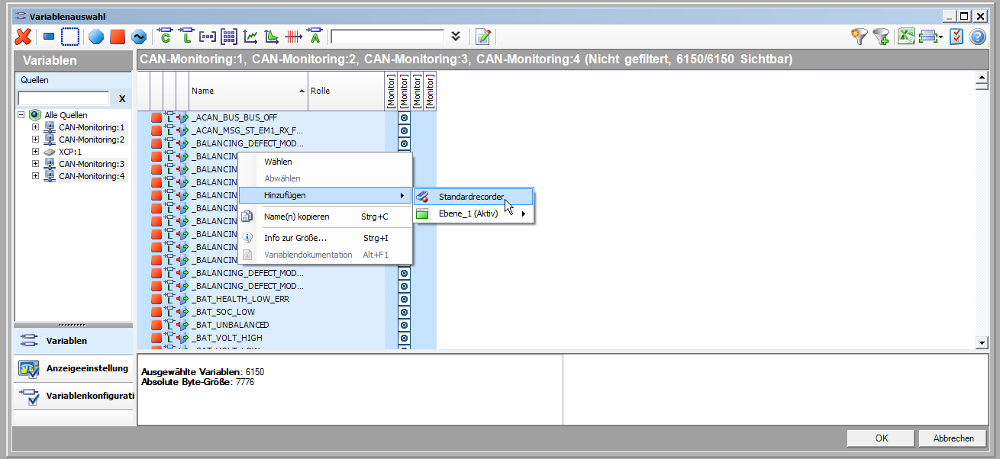 Variablenauswahl
Variablen
CAN-Monitoring:1, CAN-Monitoring:2, CAN-Monitoring:3, CAN-Monitoring:4 (Nicht gefiltert, 6150/6150 Sichtbar)
Quellen
X
Alle Quellen
CAN-Monitoring:1
CAN-Monitoring:2
XCP:1
CAN-Monitoring:3
CAN-Monitoring:4
Variablen
Anzeigeeinstellung
Variablenkonfigurati
Name
Rolle
[Monitor]
[Monitor]
[Monitor]
[Monitor]
_ACAN_BUS_BUS_OFF
_ACAN_MSG_ST_EM1_RX_F...
_BALANCING_DEFECT_MOD...
_BALANCIN
_BALANCIN
_BALANCIN
_BALANCIN
_BALANCIN
_BALANCIN
_BALANCIN
_BALANCIN
_BALANCIN
_BALANCING_DEFECT_MOD...
_BALANCING_DEFECT_MOD...
_BAT_HEALTH_LOW_ERR
_BAT_SOC_LOW
_BAT_UNBALANCED
_BAT_VOLT_HIGH
Wählen
Abwählen
Hinzufügen
Name(n) kopieren Strg+C
Info zur Größe... Strg+I
Variablendokumentation Alt+F1
Standardrecorder
Ebene_1 (Aktiv)
Ausgewählte Variablen: 6150
Absolute Byte-Größe: 7776
OK
Abbrechen